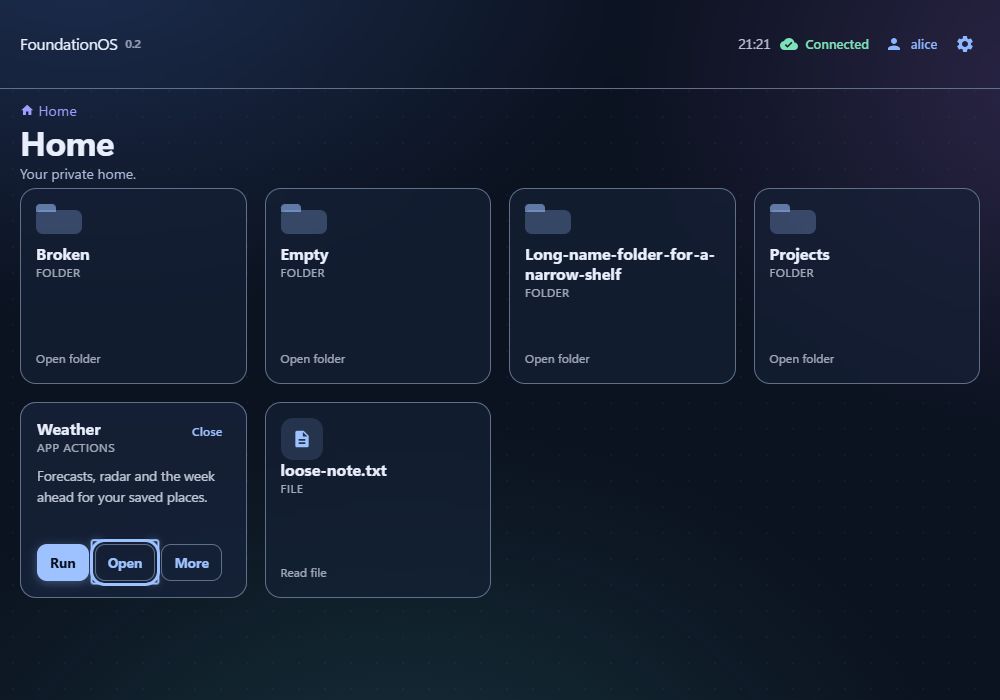 FoundationOS 0.2
21:21 Connected alice
Home
Home
Your private home.
Broken
FOLDER
Open folder
Empty
FOLDER
Open folder
Long-name-folder-for-a-
narrow-shelf
FOLDER
Open folder
Projects
FOLDER
Open folder
Weather
Close
APP ACTIONS
Forecasts, radar and the week
ahead for your saved places.
Run Open More
loose-note.txt
FILE
Read file